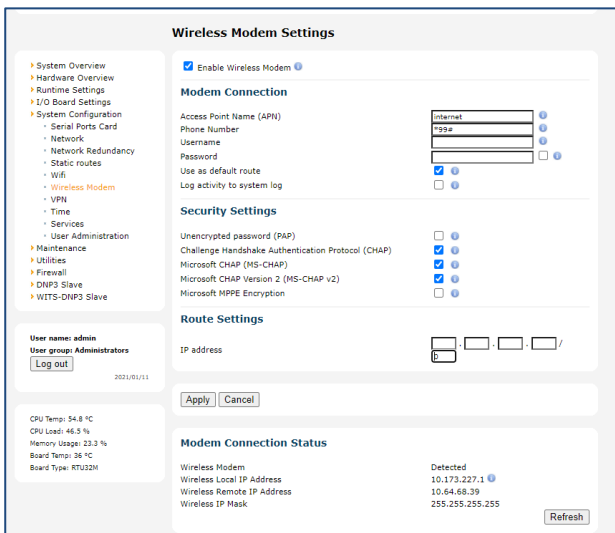 Wireless Modem Settings
System Overview
Hardware Overview
Runtime Settings
I/O Board Settings
System Configuration
Serial Ports Card
Network
Network Redundancy
Static routes
Wifi
Wireless Modem
VPN
Time
Services
User Administration
Maintenance
Utilities
Firewall
DNP3 Slave
WITS-DNP3 Slave
User name: admin
User group: Administrators
Log out
2021/01/11
CPU Temp: 54.8 °C
CPU Load: 46.5 %
Memory Usage: 23.3 %
Board Temp: 36 °C
Board Type: RTU32M
Enable Wireless Modem
Modem Connection
Access Point Name (APN) internet
Phone Number *99#
Username
Password
Use as default route
Log activity to system log
Security Settings
Unencrypted password (PAP)
Challenge Handshake Authentication Protocol (CHAP)
Microsoft CHAP (MS-CHAP)
Microsoft CHAP Version 2 (MS-CHAP v2)
Microsoft MPPE Encryption
Route Settings
IP address . . . /
Apply Cancel
Modem Connection Status
Wireless Modem Detected
Wireless Local IP Address 10.173.227.1
Wireless Remote IP Address 10.64.68.39
Wireless IP Mask 255.255.255.255
Refresh